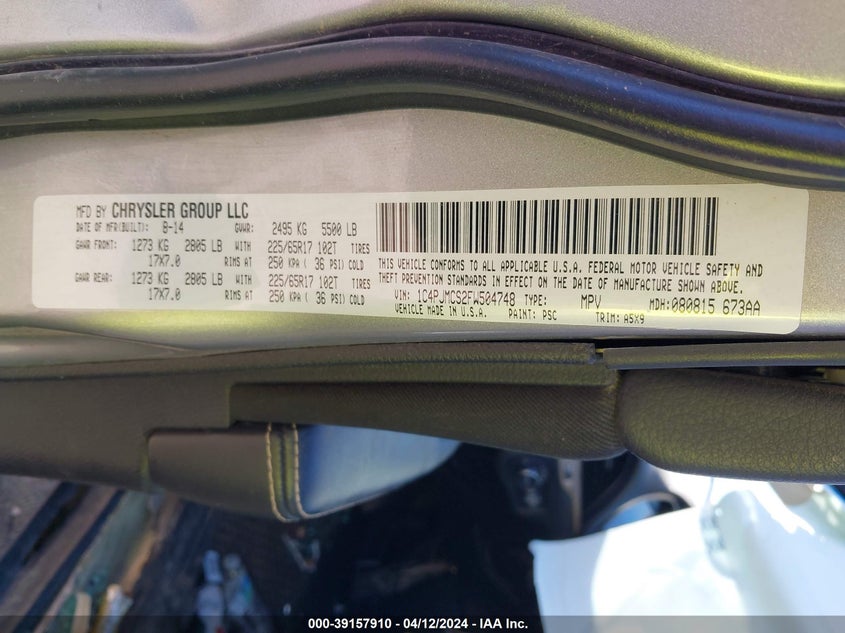 MFD BY CHRYSLER GROUP LLC
DATE OF MFR(BUILT): 8-14 GVWR: 2495 KG 5500 LB
GAWR FRONT: 1273 KG 2805 LB WITH 225/65R17 102T TIRES
17X7.0 RIMS AT 250 KPA ( 36 PSI) COLD
GAWR REAR: 1273 KG 2805 LB WITH 225/65R17 102T TIRES
17X7.0 RIMS AT 250 KPA ( 36 PSI) COLD
THIS VEHICLE CONFORMS TO ALL APPLICABLE U.S.A. FEDERAL MOTOR VEHICLE SAFETY AND
THEFT PREVENTION STANDARDS IN EFFECT ON THE DATE OF MANUFACTURE SHOWN ABOVE.
VIN: 1C4PJMCS2FW504748 TYPE: MPV MDH:080815 673AA
VEHICLE MADE IN U.S.A. PAINT: PSC TRIM: A5X9
000-39157910 - 04/12/2024 - IAA Inc.